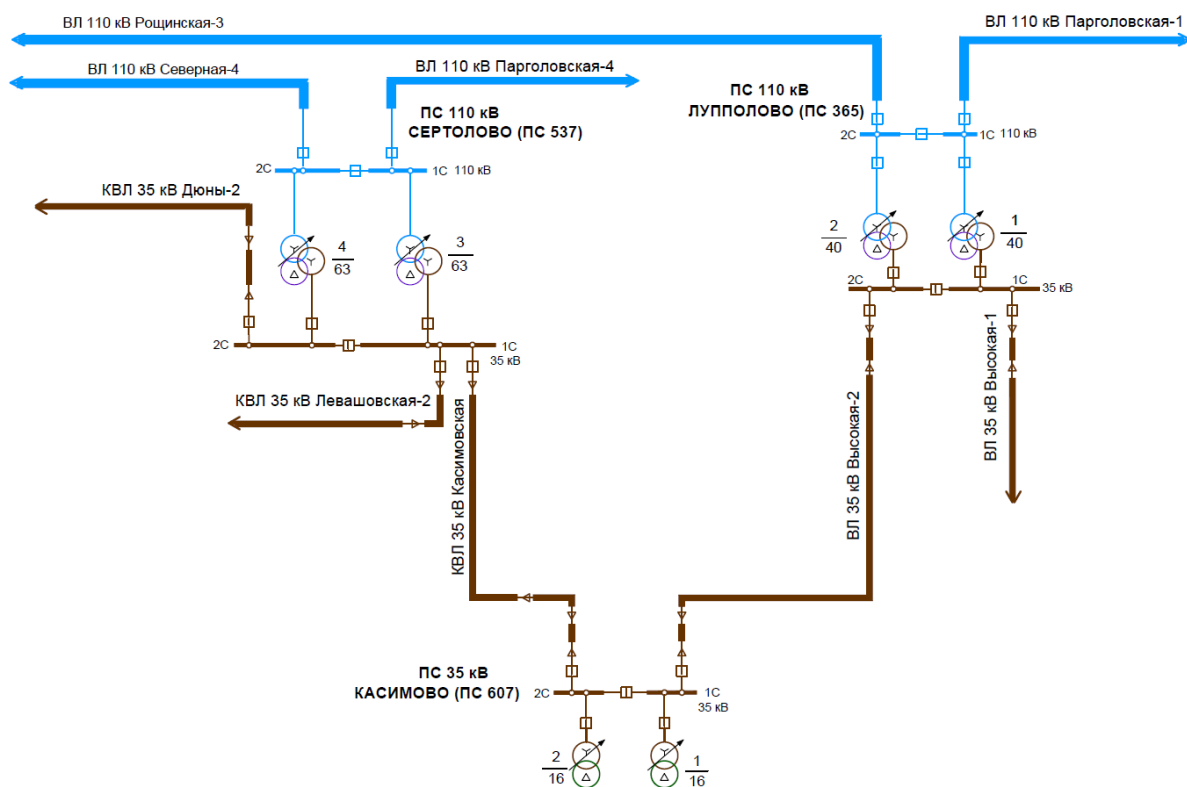 ВЛ 110 кВ Рощинская-3
ВЛ 110 кВ Парголовская-1
ВЛ 110 кВ Северная-4
ВЛ 110 кВ Парголовская-4
ПС 110 кВ
СЕРТОЛОВО (ПС 537)
ПС 110 кВ
ЛУППОЛОВО (ПС 365)
2С
1С 110 кВ
2С
1С 110 кВ
КВЛ 35 кВ Дюны-2
4
63
3
63
2
40
1
40
2С
1С
35 кВ
2С
1С
35 кВ
КВЛ 35 кВ Левашовская-2
КВЛ 35 кВ Касимовская
ВЛ 35 кВ Высокая-2
ВЛ 35 кВ Высокая-1
ПС 35 кВ
КАСИМОВО (ПС 607)
2С
1С
35 кВ
2
16
1
16